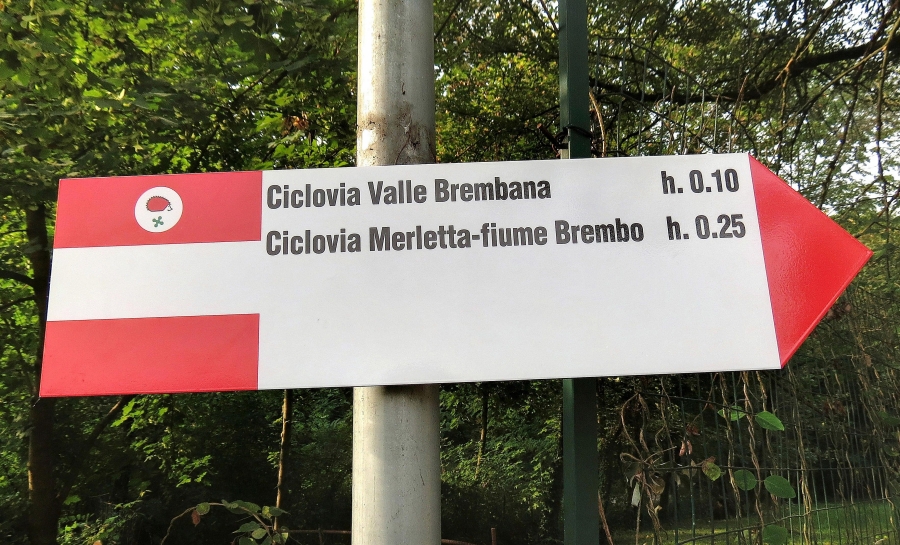 Ciclovia Valle Brembana h. 0.10
Ciclovia Merletta-fiume Brembo h. 0.25